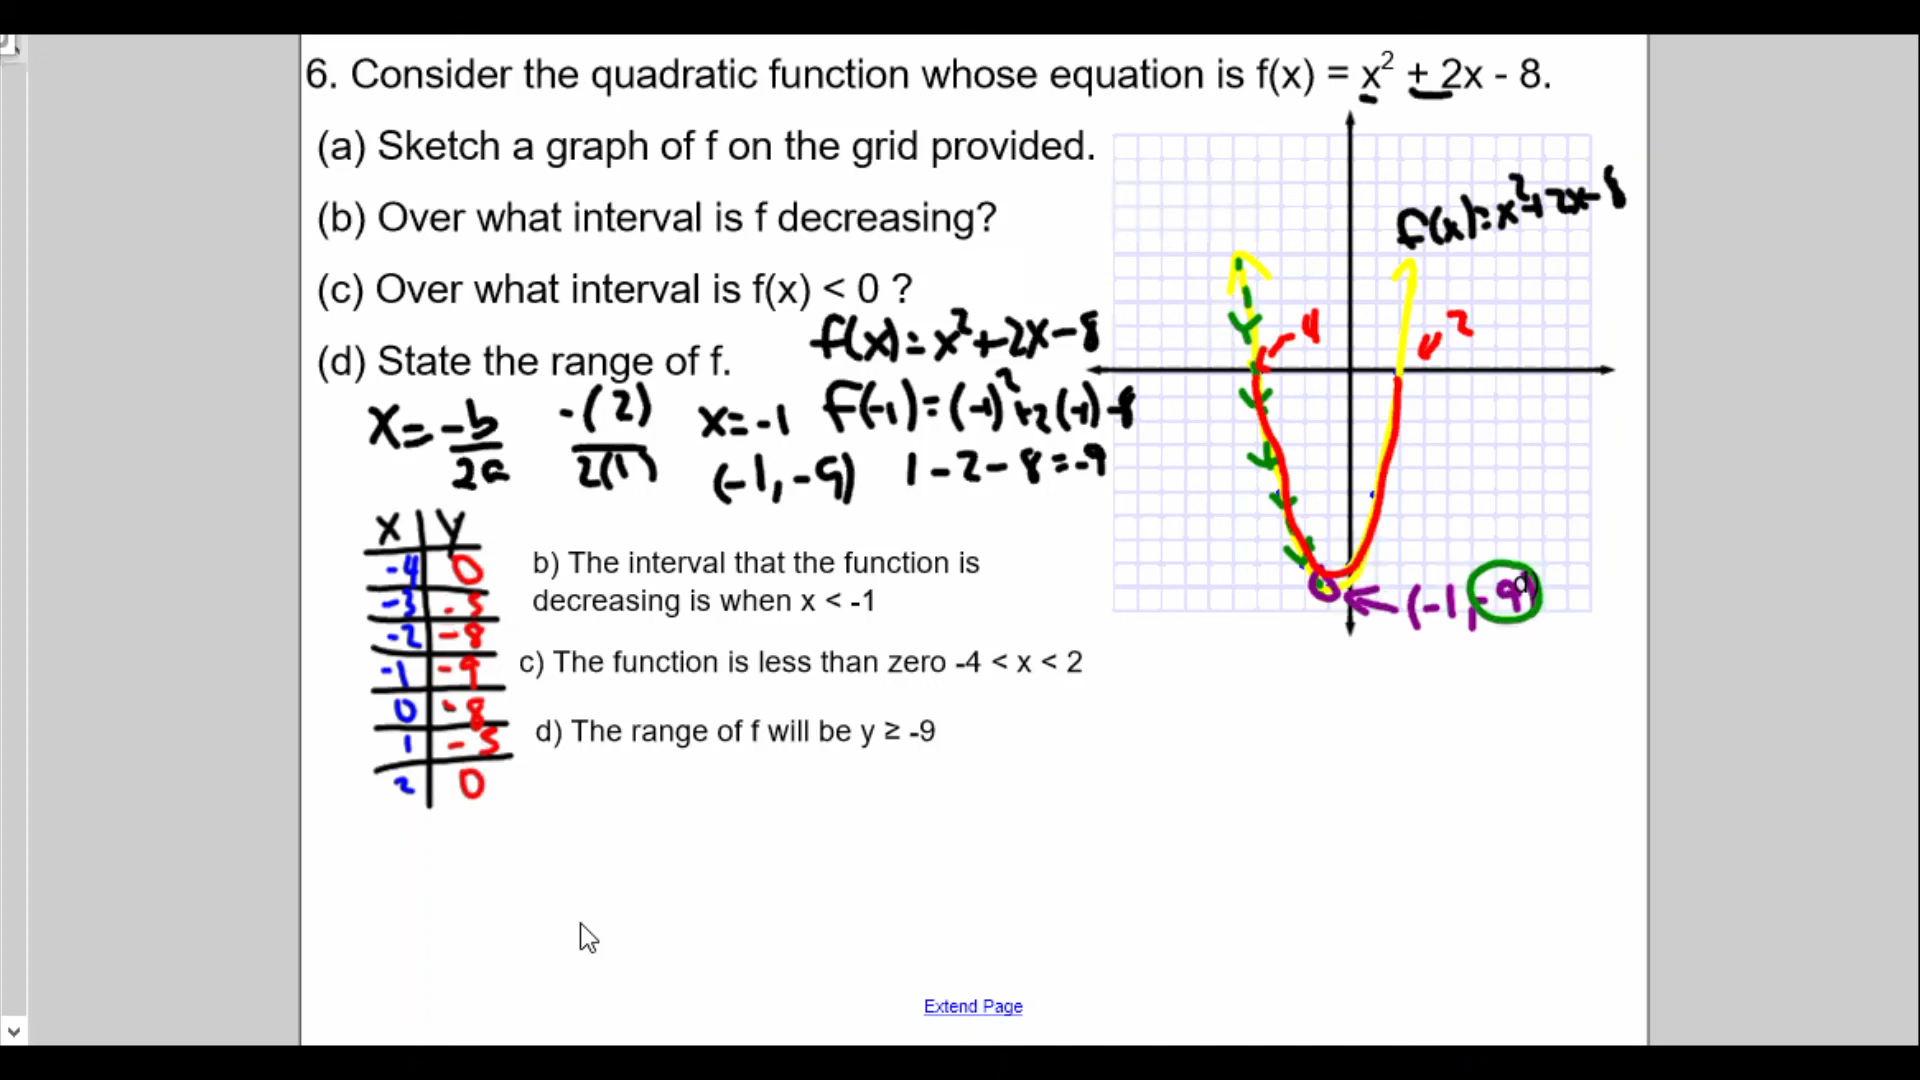 6. Consider the quadratic function whose equation is f(x) = x² + 2x - 8.
(a) Sketch a graph of f on the grid provided.
(b) Over what interval is f decreasing?
f(x)=x²+2x-8
(c) Over what interval is f(x) < 0 ?
-4
2
(d) State the range of f.
f(x)=x²+2x-8
x=-b/2a
-(2)/2(1)
x=-1
f(-1)=(-1)²+2(-1)-8
(-1,-9)
1-2-8=-9
x y
-4 0
-3 -5
-2 -8
-1 -9
0 -8
1 -5
2 0
b) The interval that the function is
decreasing is when x < -1
(-1,-9)
d)
c) The function is less than zero -4 < x < 2
d) The range of f will be y ≥ -9
Extend Page